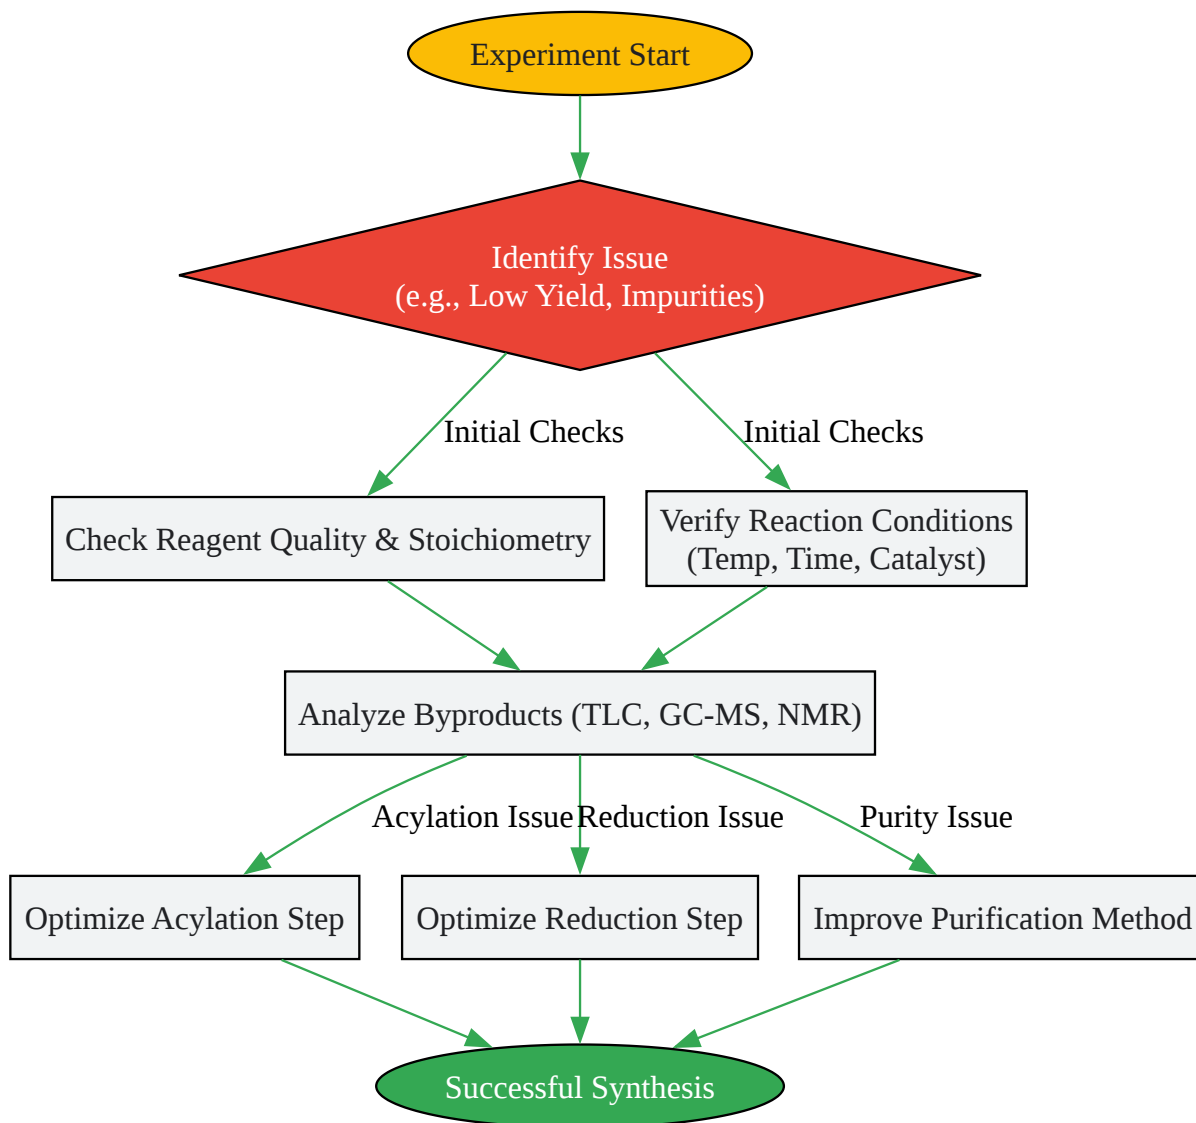 Experiment Start
Identify Issue
(e.g., Low Yield, Impurities)
Initial Checks
Initial Checks
Check Reagent Quality & Stoichiometry
Verify Reaction Conditions
(Temp, Time, Catalyst)
Analyze Byproducts (TLC, GC-MS, NMR)
Acylation Issue
Reduction Issue
Purity Issue
Optimize Acylation Step
Optimize Reduction Step
Improve Purification Method
Successful Synthesis